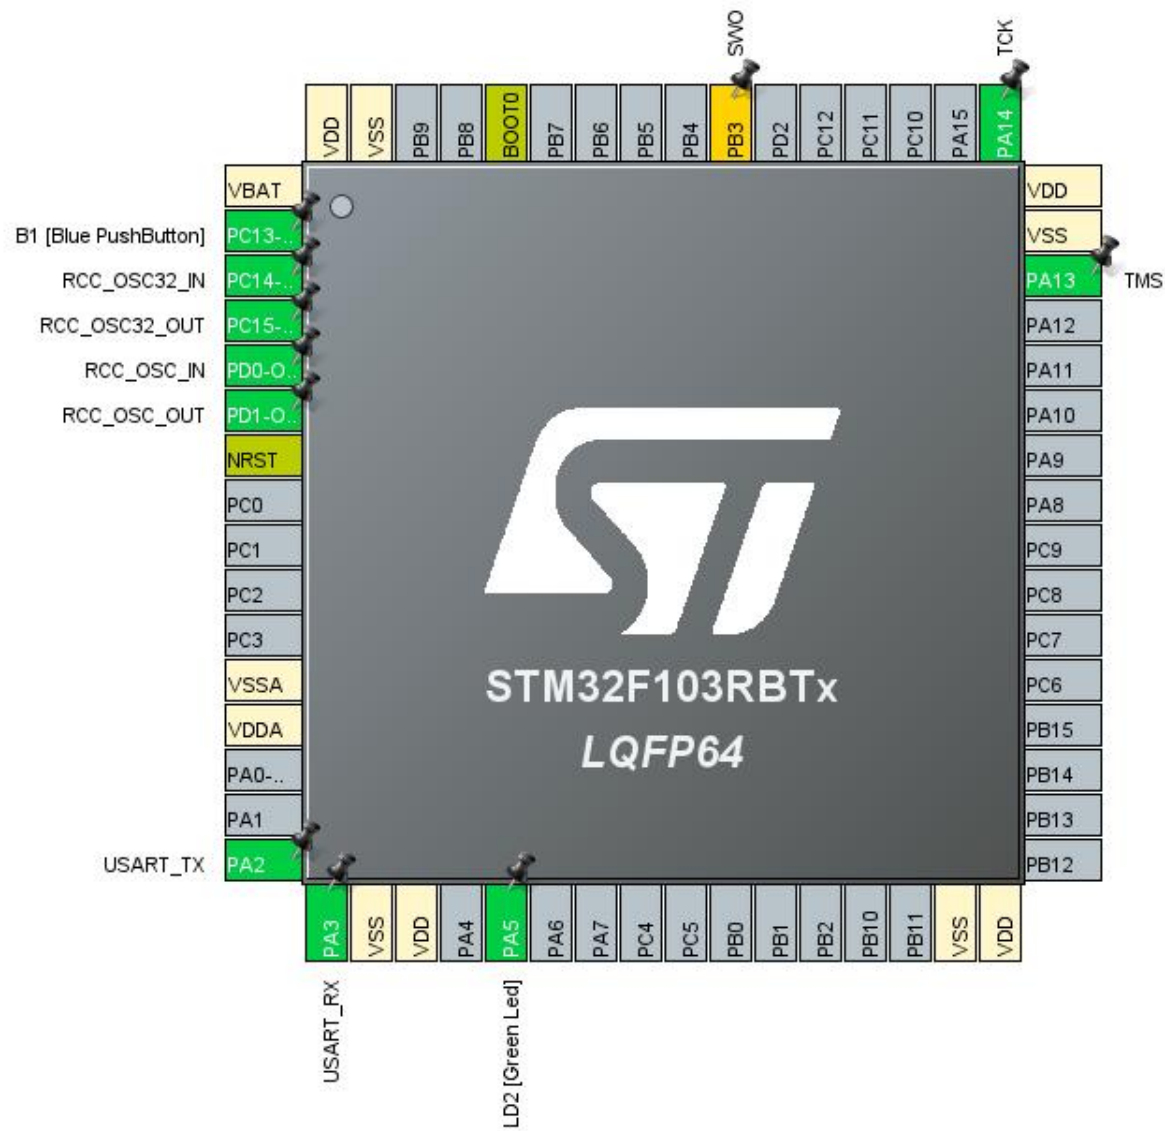 SWO
TCK
VDD
VSS
PB9
PB8
BOOT0
PB7
PB6
PB5
PB4
PB3
PD2
PC12
PC11
PC10
PA15
PA14
VBAT
B1 [Blue PushButton] PC13-..
RCC_OSC32_IN PC14-..
RCC_OSC32_OUT PC15-..
RCC_OSC_IN PD0-O..
RCC_OSC_OUT PD1-O..
NRST
PC0
PC1
PC2
PC3
VSSA
VDDA
PA0-..
PA1
USART_TX PA2
STM32F103RBTx
LQFP64
VDD
VSS
PA13 TMS
PA12
PA11
PA10
PA9
PA8
PC9
PC8
PC7
PC6
PB15
PB14
PB13
PB12
PA3
VSS
VDD
PA4
PA5
PA6
PA7
PC4
PC5
PB0
PB1
PB2
PB10
PB11
VSS
VDD
USART_RX
LD2 [Green Led]